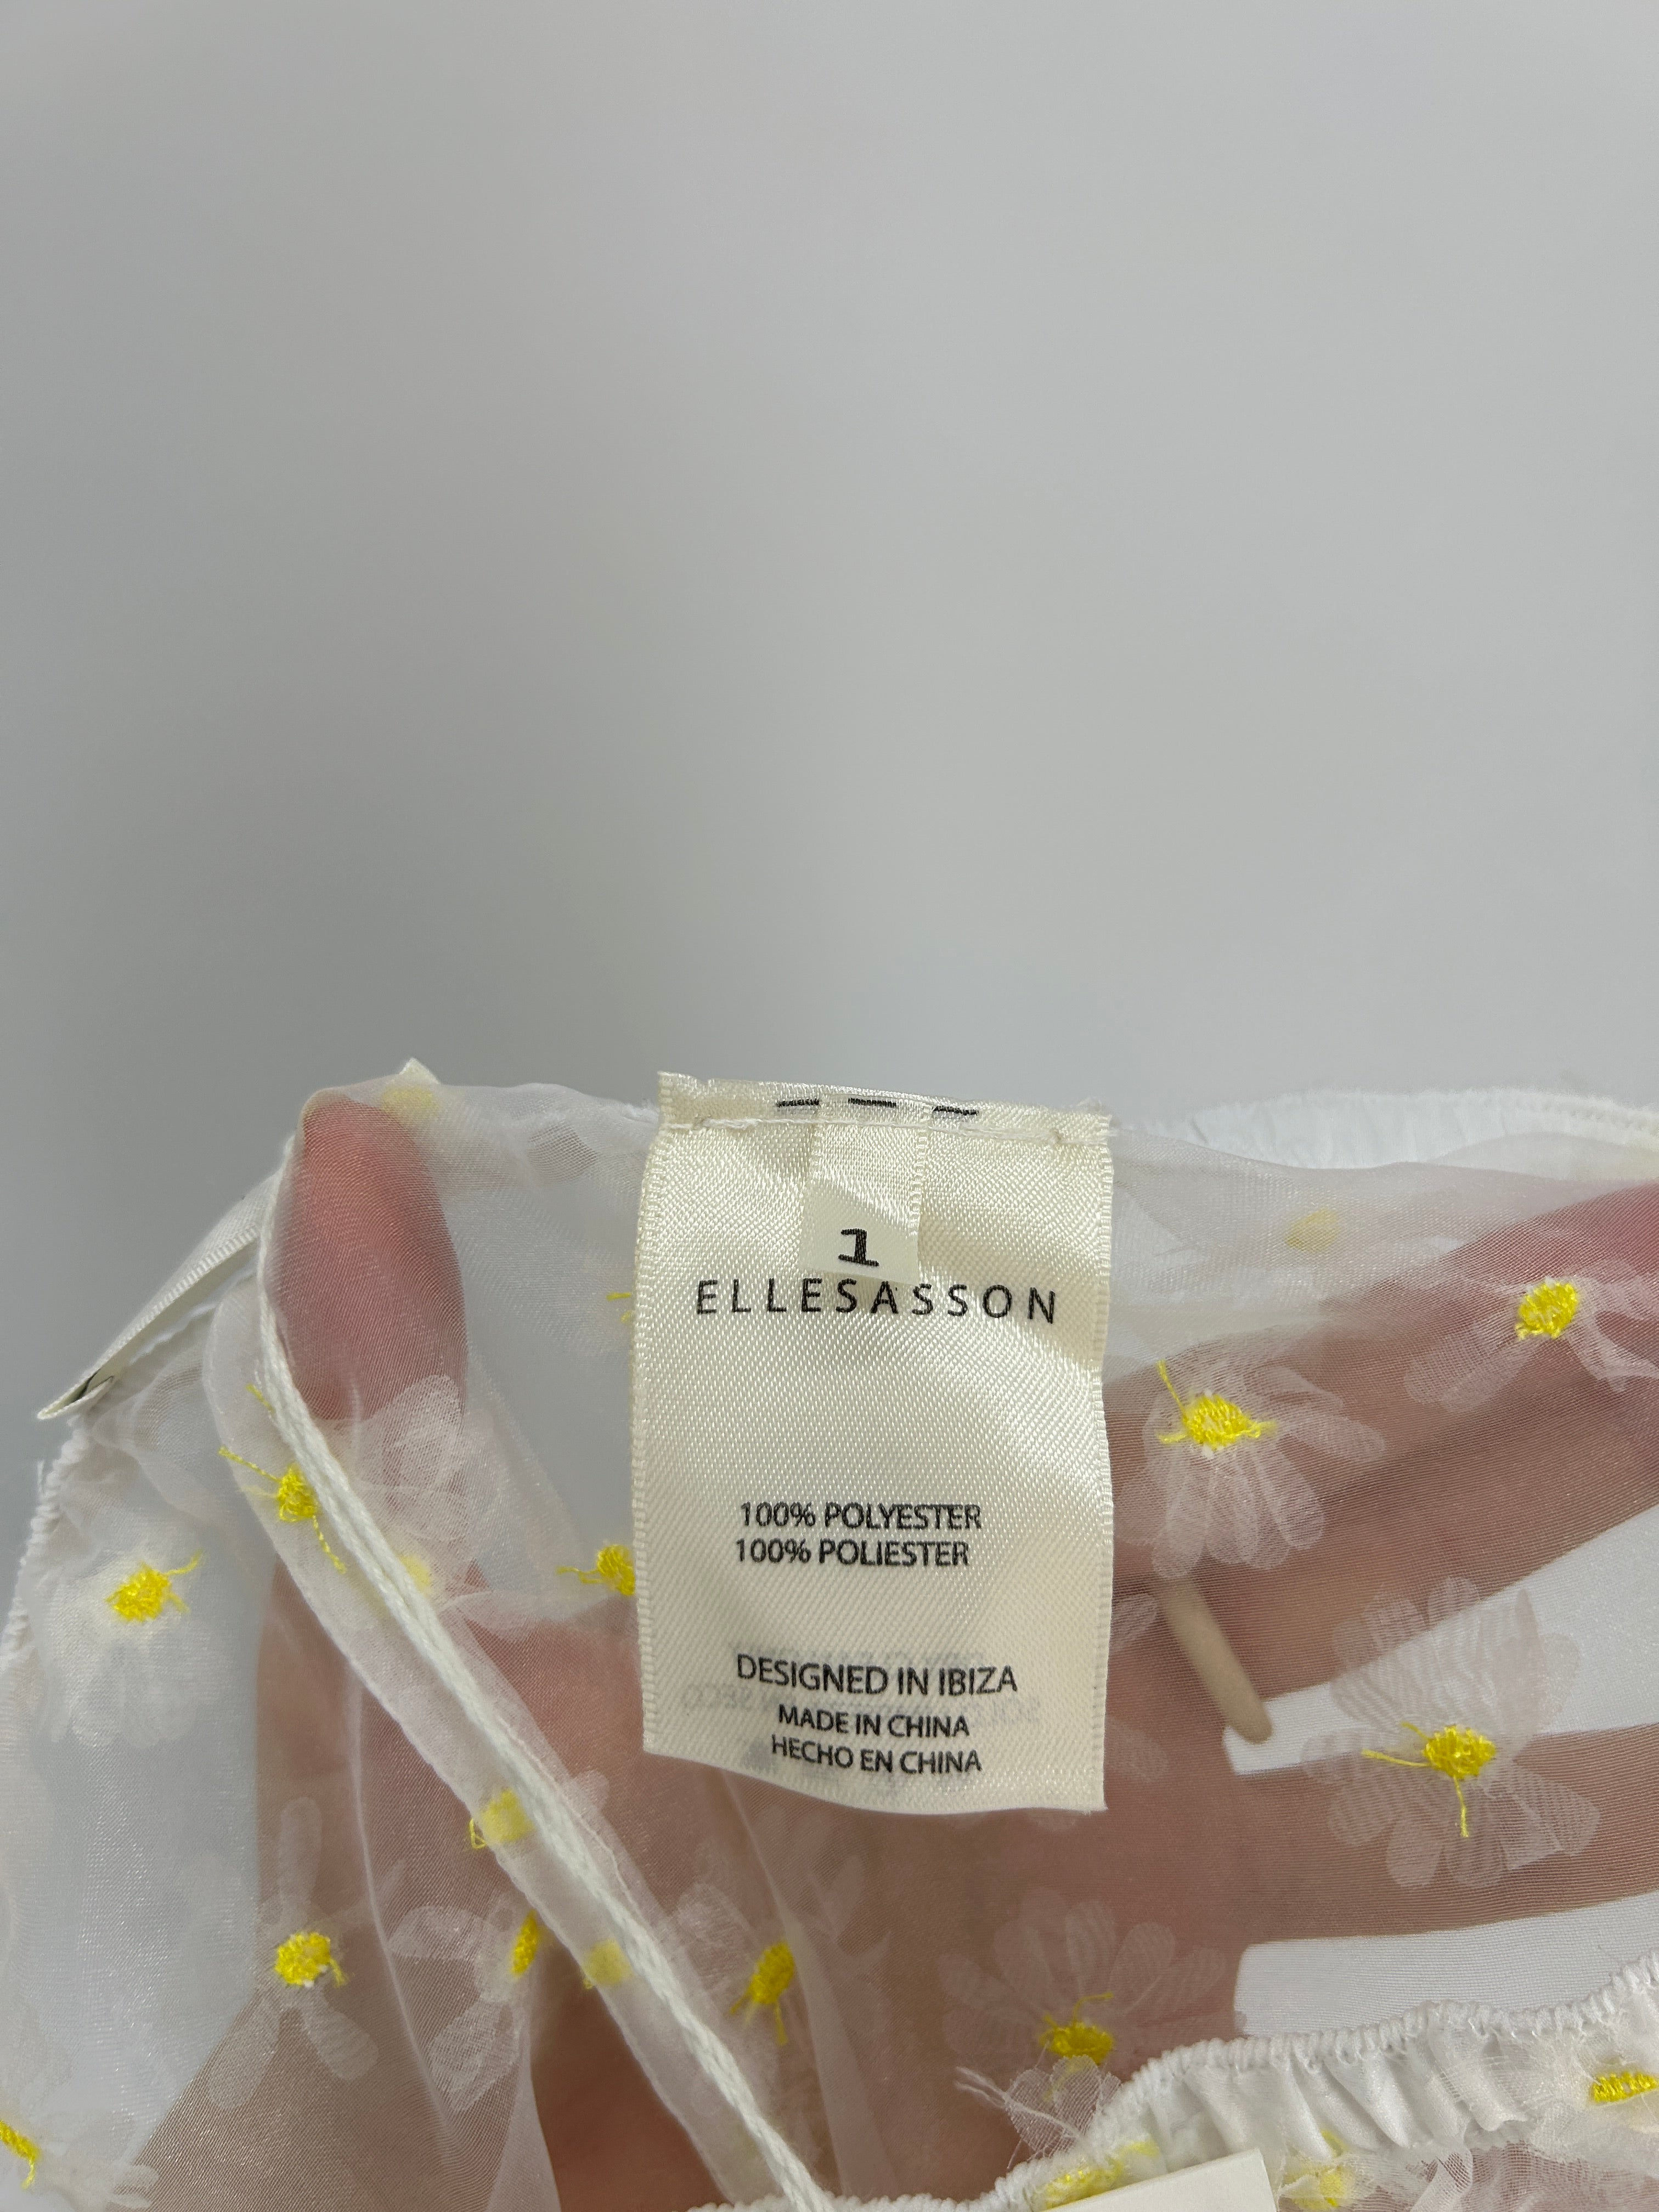 1
ELLESASSON
100% POLYESTER
100% POLIESTER
DESIGNED IN IBIZA
MADE IN CHINA
HECHO EN CHINA